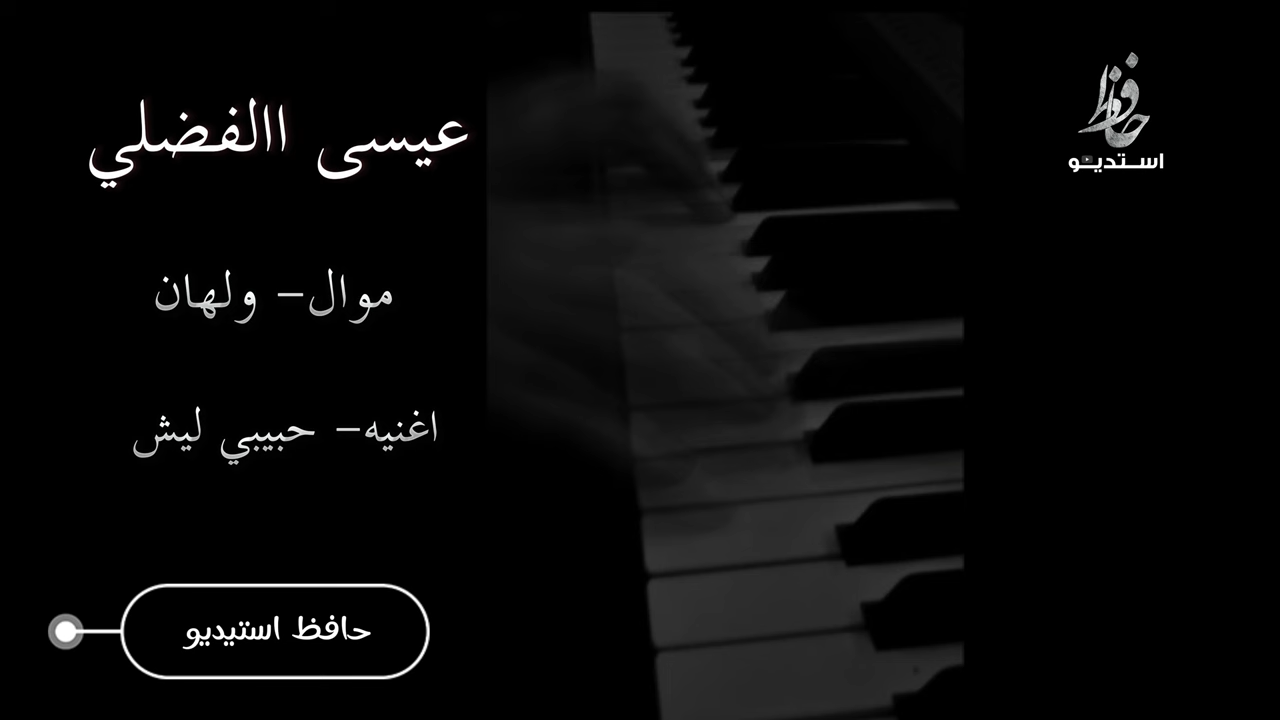 عيسى االفضلي
موال- ولهان
اغنيه- حبيبي ليش
حافظ استيديو
حافظ
استديو